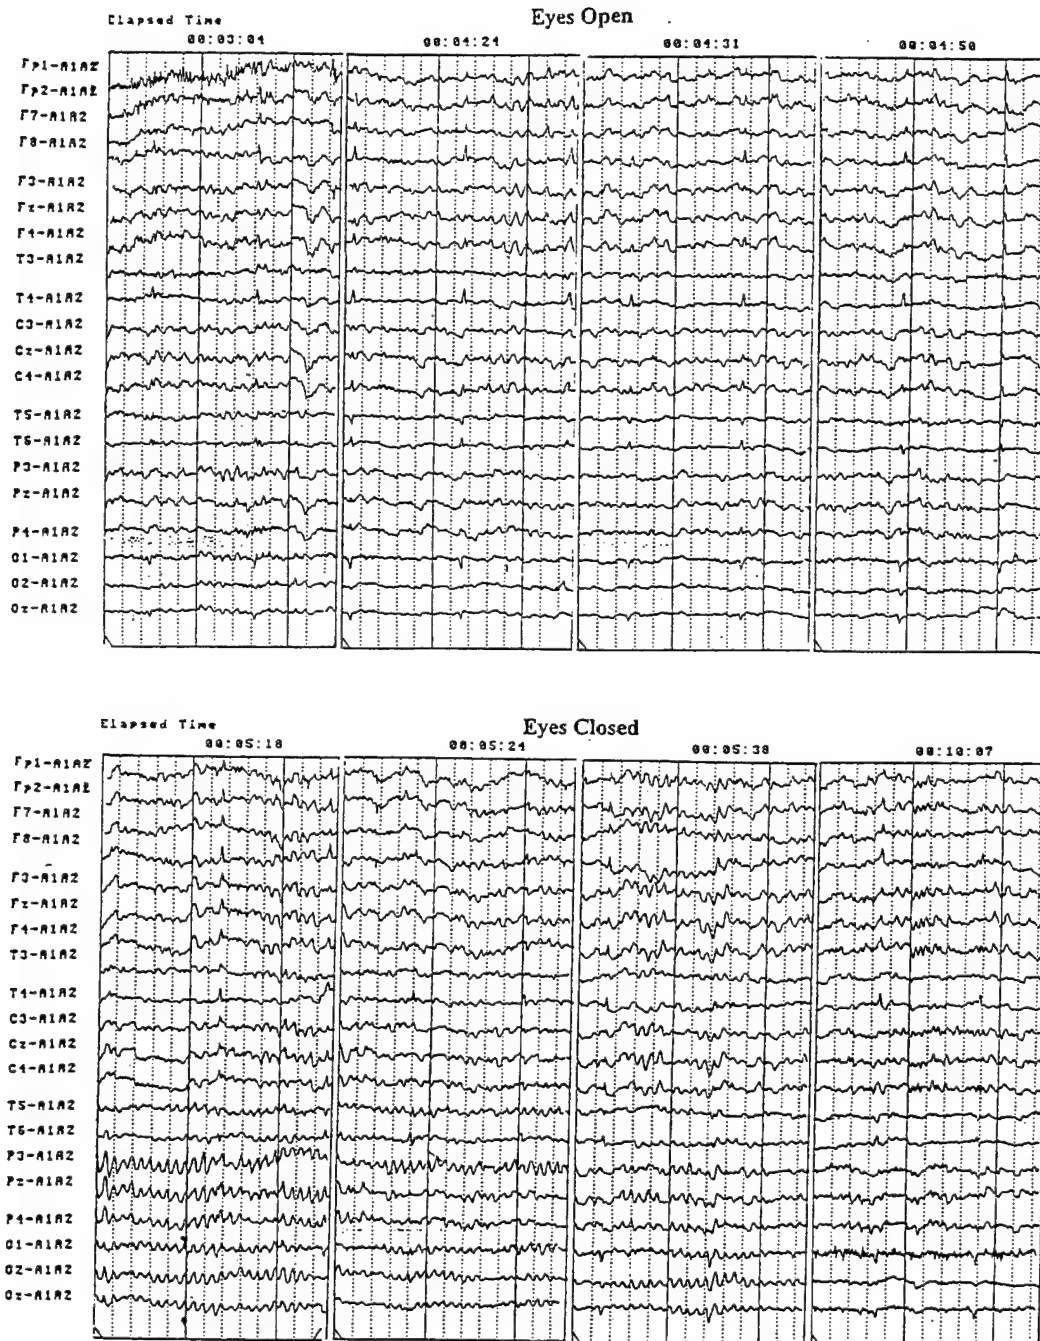 Eyes Open
Elapsed Time
00:03:04 00:04:24 00:04:31 00:04:50
Fp1-A1A2
Fp2-A1A2
F7-A1A2
F8-A1A2
F3-A1A2
Fz-A1A2
F4-A1A2
T3-A1A2
T4-A1A2
C3-A1A2
Cz-A1A2
C4-A1A2
T5-A1A2
T6-A1A2
P3-A1A2
Pz-A1A2
P4-A1A2
O1-A1A2
O2-A1A2
Oz-A1A2
Elapsed Time Eyes Closed
00:05:18 00:05:24 00:05:38 00:10:07
Fp1-A1A2
Fp2-A1A2
F7-A1A2
F8-A1A2
F3-A1A2
Fz-A1A2
F4-A1A2
T3-A1A2
T4-A1A2
C3-A1A2
Cz-A1A2
C4-A1A2
T5-A1A2
T6-A1A2
P3-A1A2
Pz-A1A2
P4-A1A2
O1-A1A2
O2-A1A2
Oz-A1A2